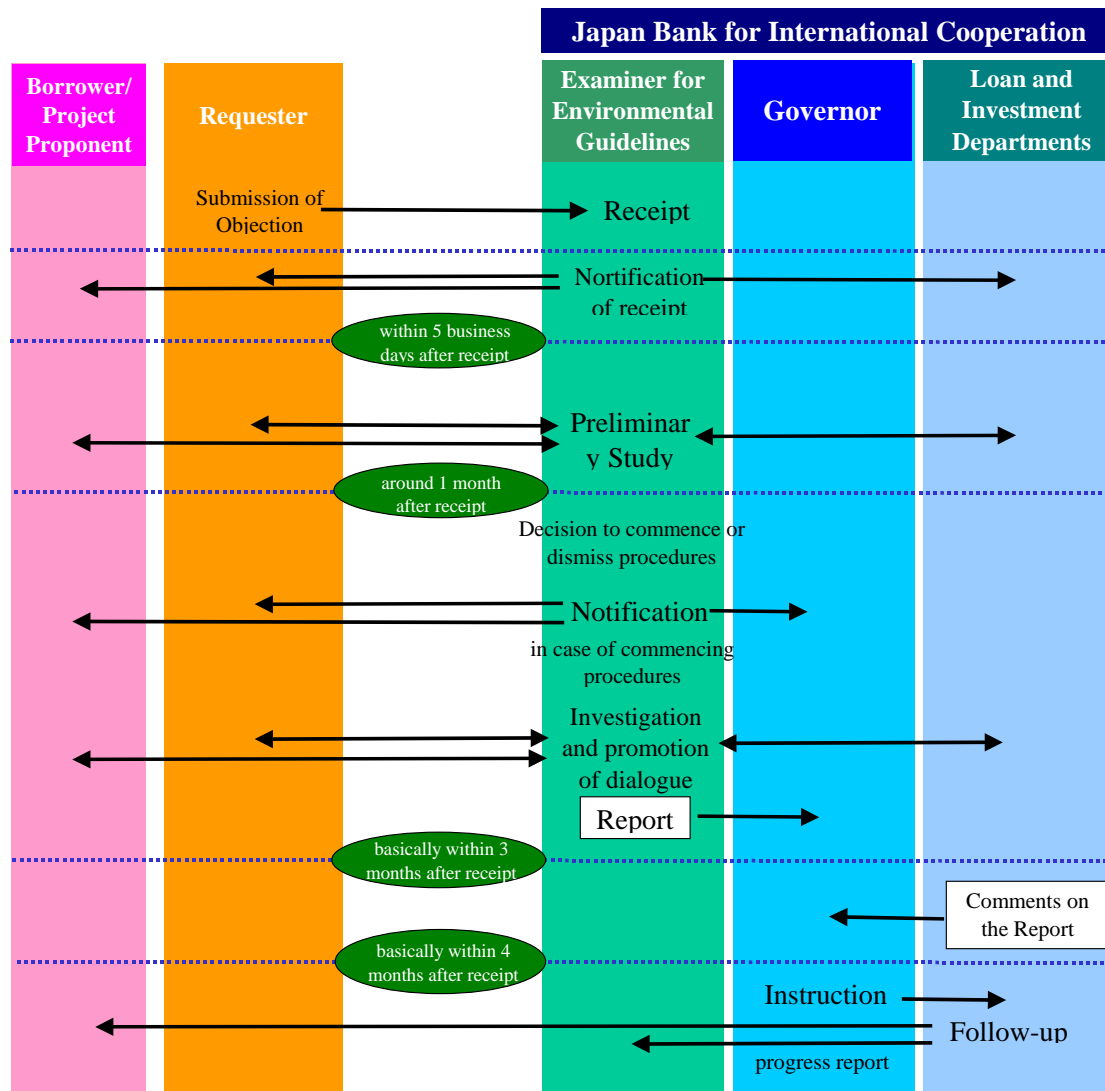 Japan Bank for International Cooperation
Borrower/
Project
Proponent
Requester
Examiner for
Environmental
Guidelines
Governor
Loan and
Investment
Departments
Submission of
Objection
Receipt
Nortification
of receipt
within 5 business
days after receipt
Preliminar
y Study
around 1 month
after receipt
Decision to commence or
dismiss procedures
Notification
in case of commencing
procedures
Investigation
and promotion
of dialogue
Report
basically within 3
months after receipt
Comments on
the Report
basically within 4
months after receipt
Instruction
Follow-up
progress report